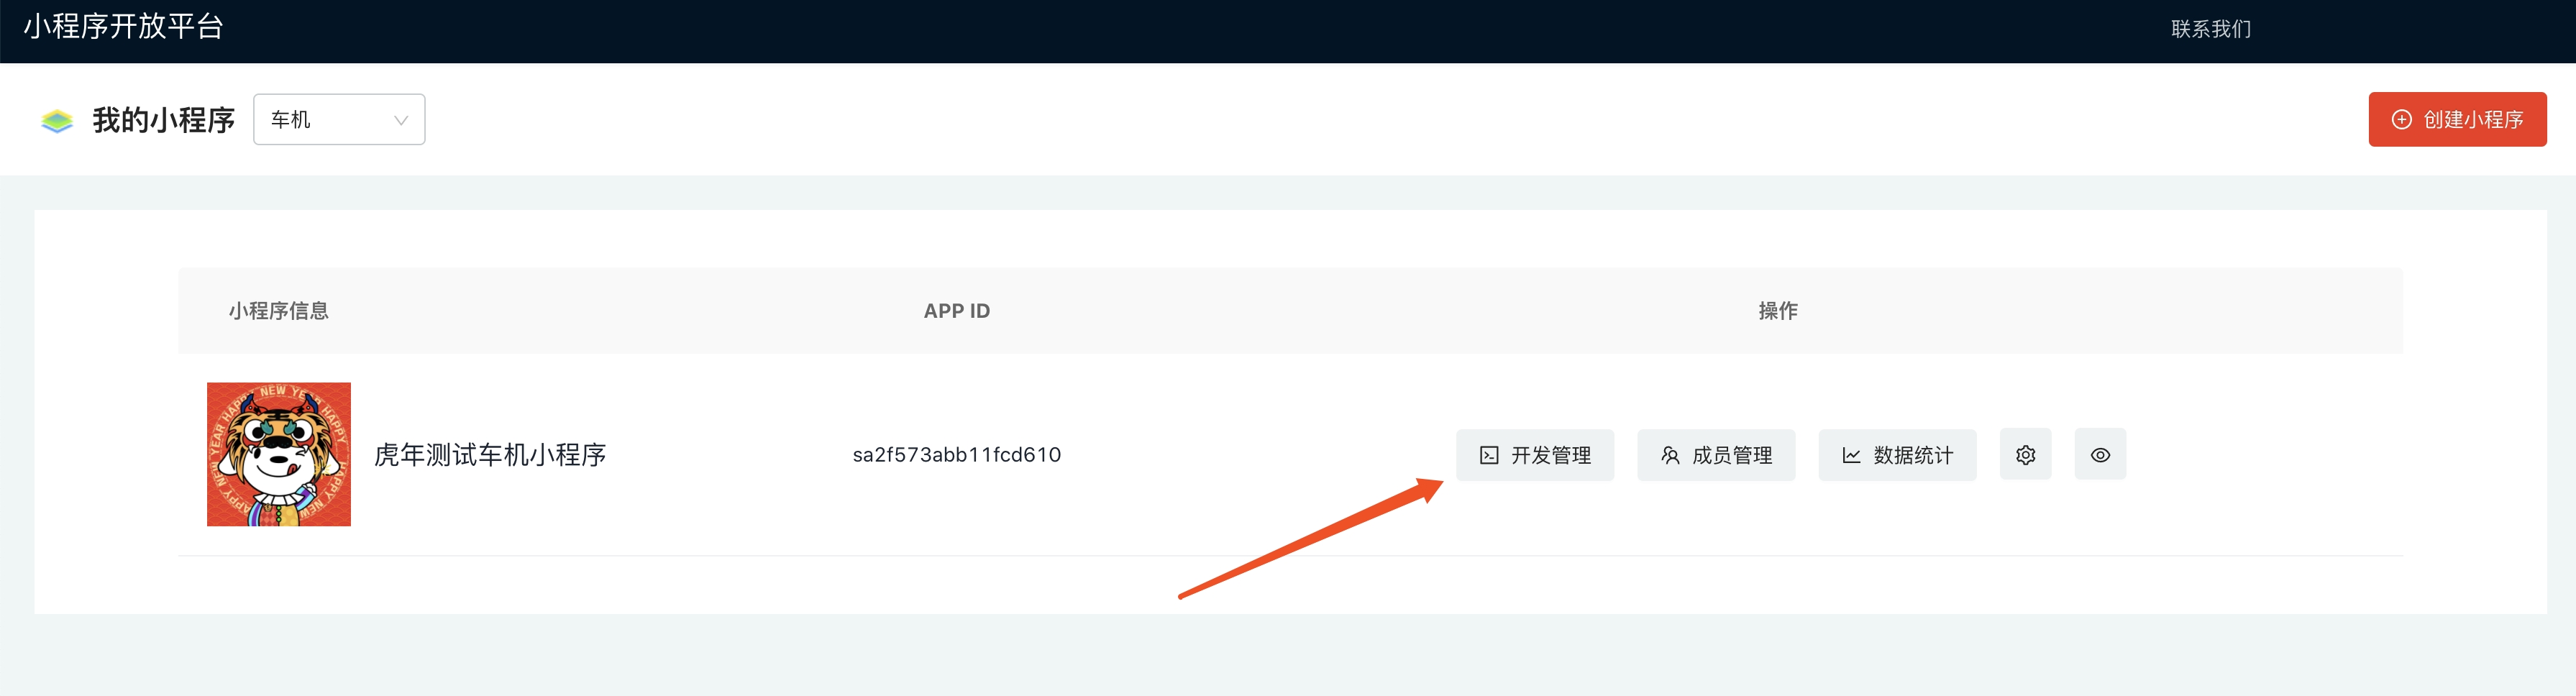 小程序开放平台
联系我们
我的小程序
车机
创建小程序
小程序信息
APP ID
操作
HAPPY NEW YEAR HAPPY NEW YEAR HAPPY NEW
虎年测试车机小程序
sa2f573abb11fcd610
开发管理
成员管理
数据统计